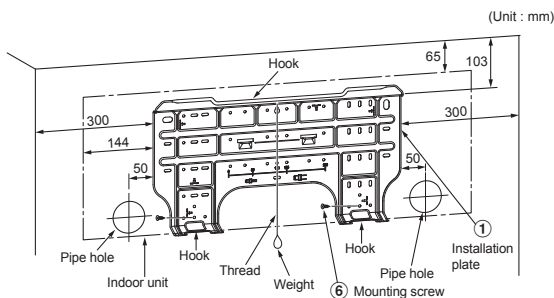 (Unit : mm)
65
103
Hook
300
300
144
50
50
Pipe hole
Hook
Hook
Indoor unit
Thread
Weight
⑥ Mounting screw
Pipe hole
① Installation
plate